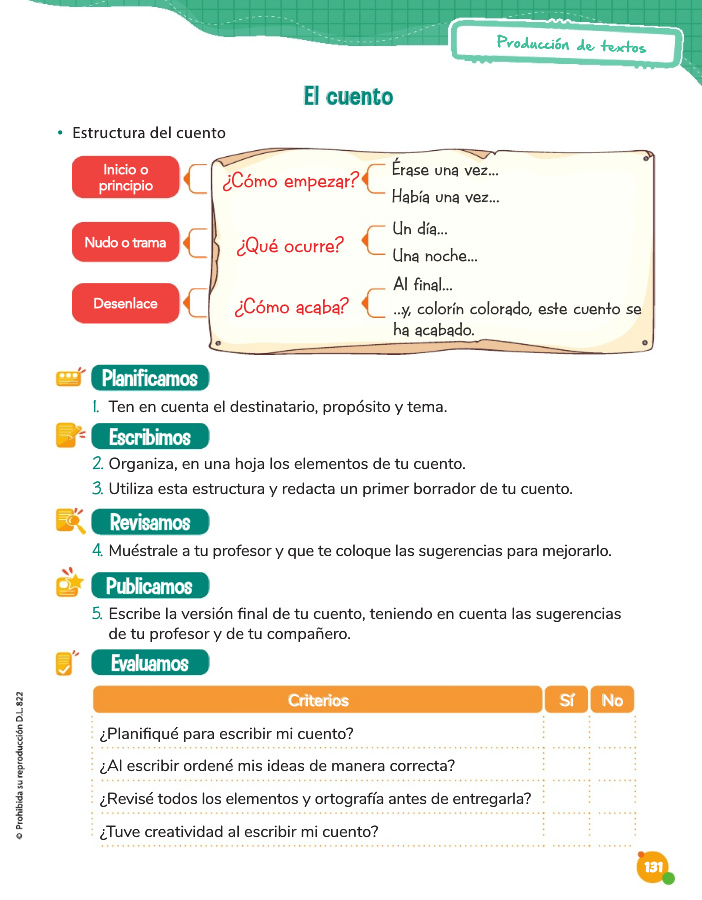 Producción de textos
El cuento
• Estructura del cuento
Inicio o
principio
¿Cómo empezar?
Érase una vez...
Había una vez...
Nudo o trama
¿Qué ocurre?
Un día...
Una noche...
Desenlace
¿Cómo acaba?
Al final...
...y, colorín colorado, este cuento se
ha acabado.
Planificamos
1. Ten en cuenta el destinatario, propósito y tema.
Escribimos
2. Organiza, en una hoja los elementos de tu cuento.
3. Utiliza esta estructura y redacta un primer borrador de tu cuento.
Revisamos
4. Muéstrale a tu profesor y que te coloque las sugerencias para mejorarlo.
Publicamos
5. Escribe la versión final de tu cuento, teniendo en cuenta las sugerencias
de tu profesor y de tu compañero.
Evaluamos
Criterios Sí No
¿Planifiqué para escribir mi cuento?
¿Al escribir ordené mis ideas de manera correcta?
¿Revisé todos los elementos y ortografía antes de entregarla?
¿Tuve creatividad al escribir mi cuento?
© Prohibida su reproducción D.L. 822
131